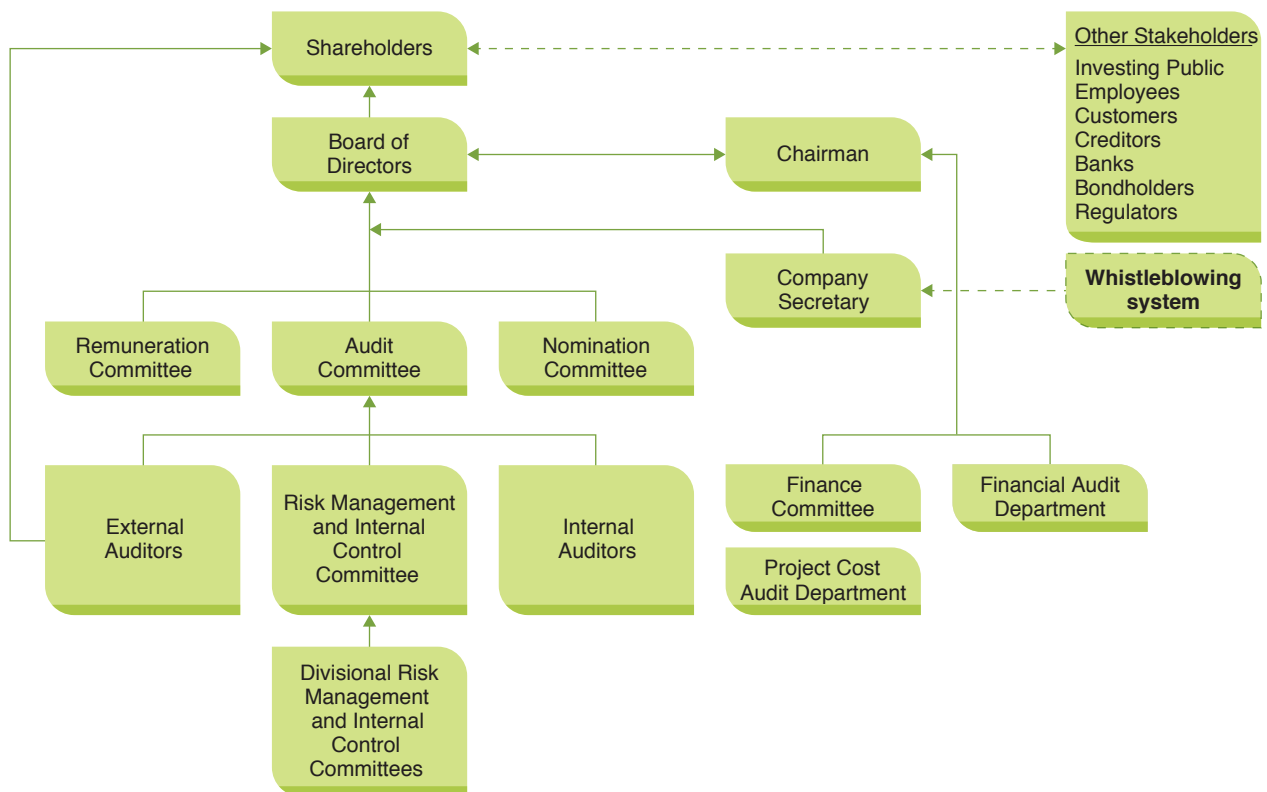 Shareholders
Other Stakeholders
Investing Public
Employees
Customers
Creditors
Banks
Bondholders
Regulators
Board of
Directors
Chairman
Company
Secretary
Whistleblowing
system
Remuneration
Committee
Audit
Committee
Nomination
Committee
External
Auditors
Risk Management
and Internal
Control
Committee
Internal
Auditors
Finance
Committee
Financial Audit
Department
Project Cost
Audit Department
Divisional Risk
Management
and Internal
Control
Committees